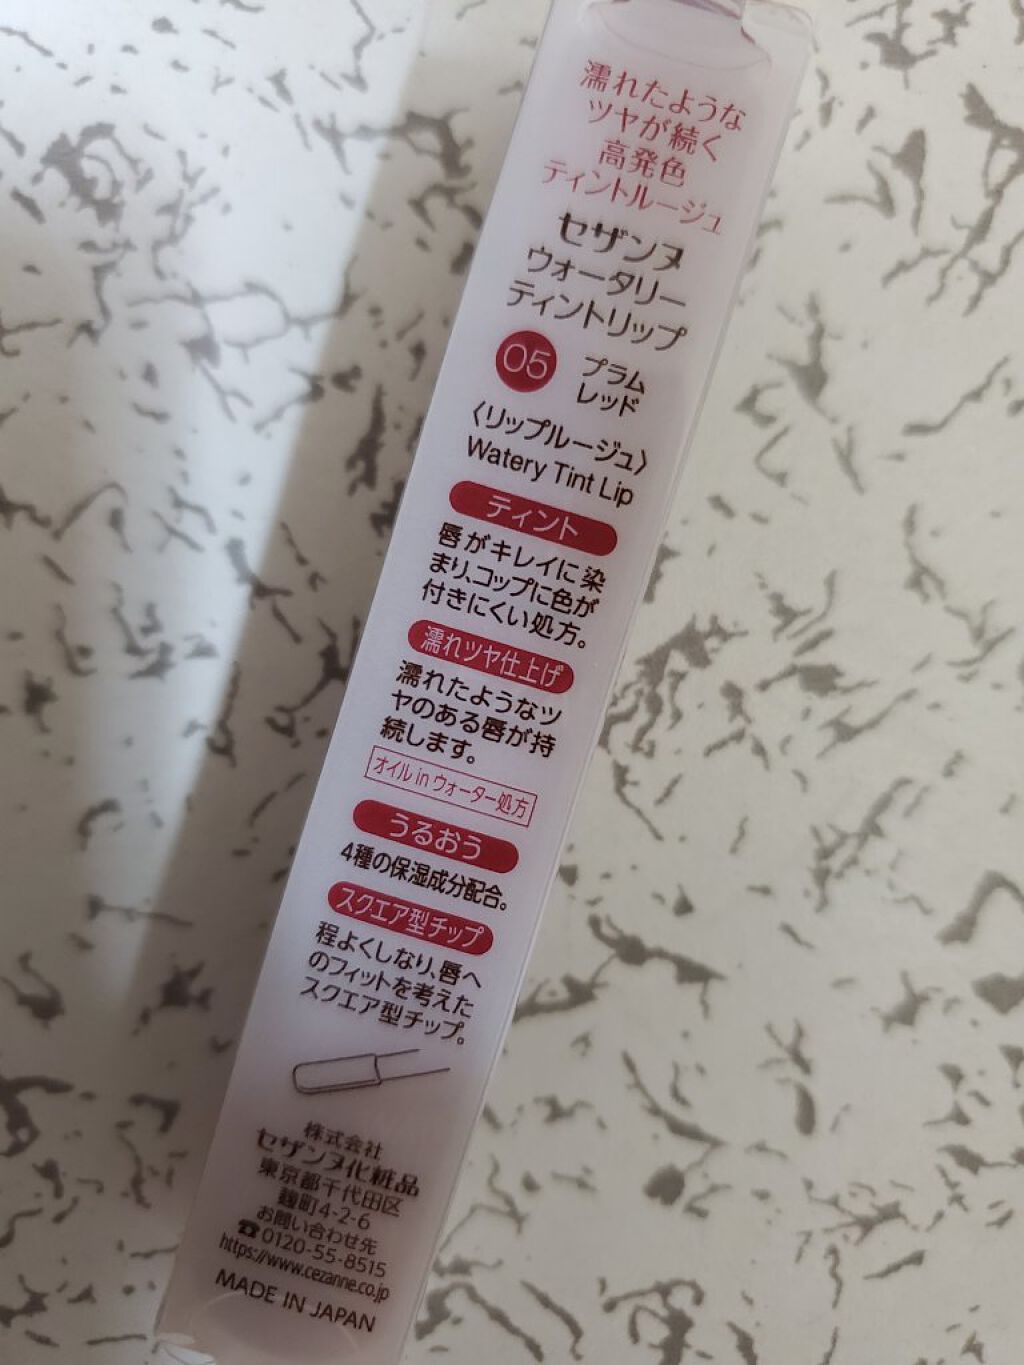 濡れたような
ツヤが続く
高発色
ティントルージュ
セザンヌ
ウォータリー
ティントリップ
05 プラム
レッド
〈リップルージュ〉
Watery Tint Lip
ティント
唇がキレイに染
まり、コップに色が
付きにくい処方。
濡れツヤ仕上げ
濡れたようなツ
ヤのある唇が持
続します。
オイル in ウォーター処方
うるおう
4種の保湿成分配合。
スクエア型チップ
程よくしなり、唇へ
のフィットを考えた
スクエア型チップ。
株式会社
セザンヌ化粧品
東京都千代田区
麹町4-2-6
お問い合わせ先
☎0120-55-8515
https://www.cezanne.co.jp
MADE IN JAPAN